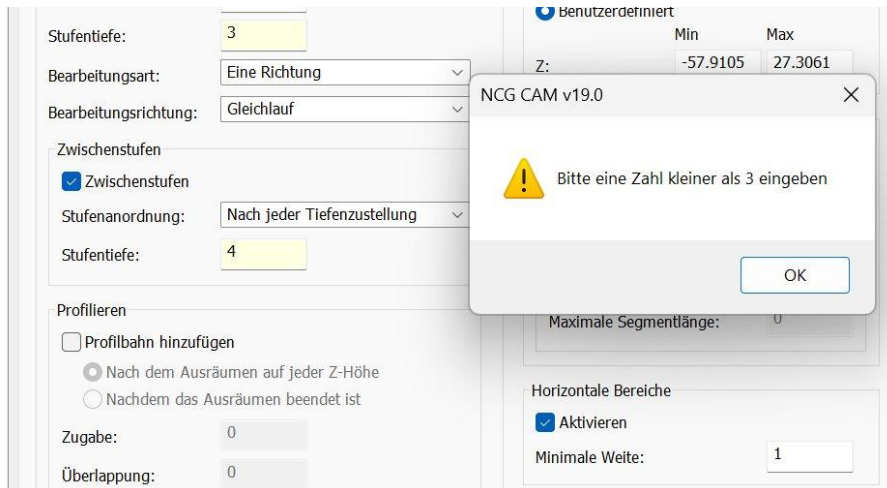 Stufentiefe:
3
Bearbeitungsart:
Eine Richtung
Bearbeitungsrichtung:
Gleichlauf
Zwischenstufen
Zwischenstufen
Stufenanordnung:
Nach jeder Tiefenzustellung
Stufentiefe:
4
Profilieren
Profilbahn hinzufügen
Nach dem Ausräumen auf jeder Z-Höhe
Nachdem das Ausräumen beendet ist
Zugabe:
0
Überlappung:
0
Benutzerdefiniert
Min Max
Z:
-57.9105 27.3061
NCG CAM v19.0
Bitte eine Zahl kleiner als 3 eingeben
OK
Maximale Segmentlänge:
0
Horizontale Bereiche
Aktivieren
Minimale Weite:
1